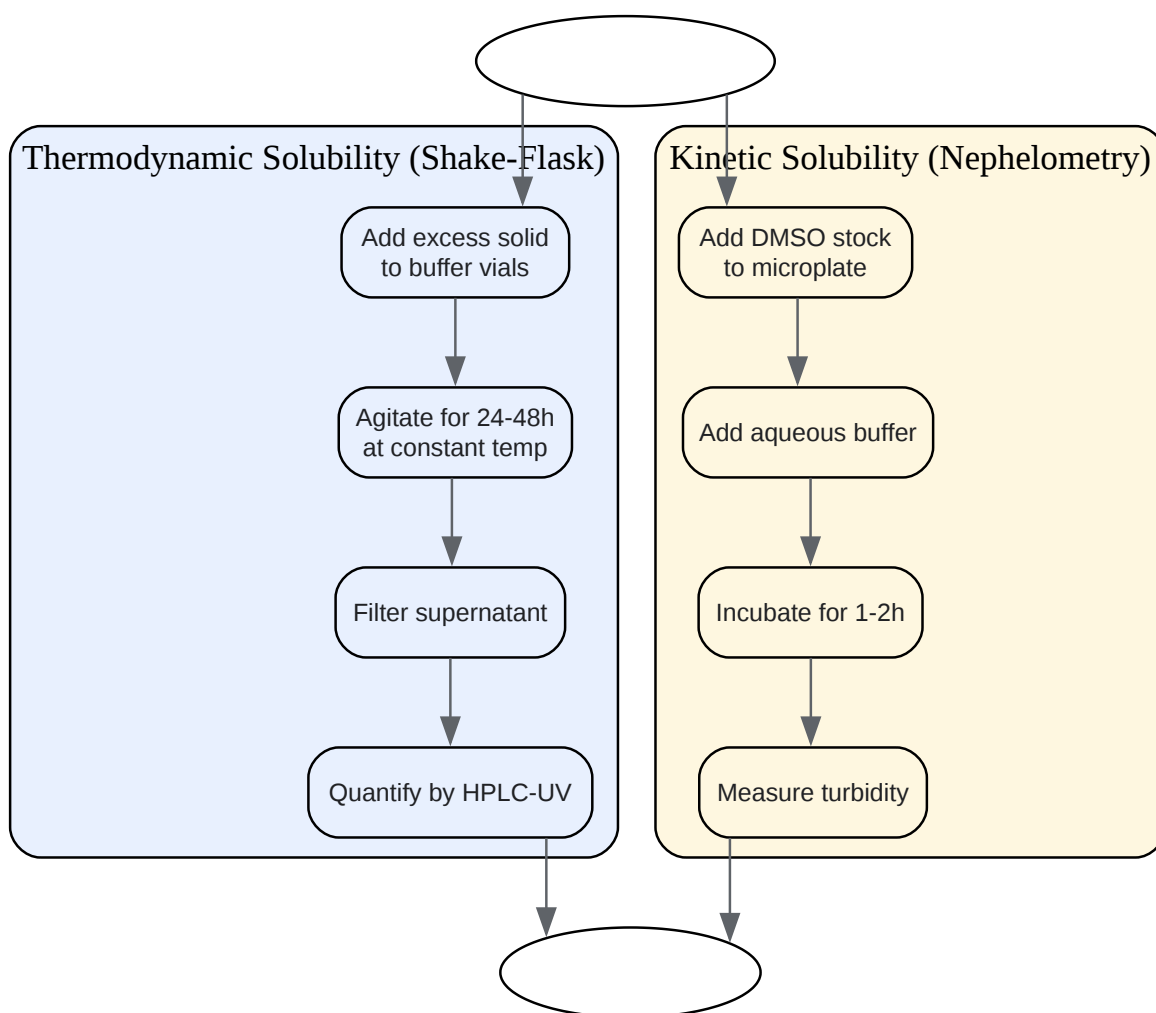 Thermodynamic Solubility (Shake-Flask)
Add excess solid
to buffer vials
Agitate for 24-48h
at constant temp
Filter supernatant
Quantify by HPLC-UV
Kinetic Solubility (Nephelometry)
Add DMSO stock
to microplate
Add aqueous buffer
Incubate for 1-2h
Measure turbidity